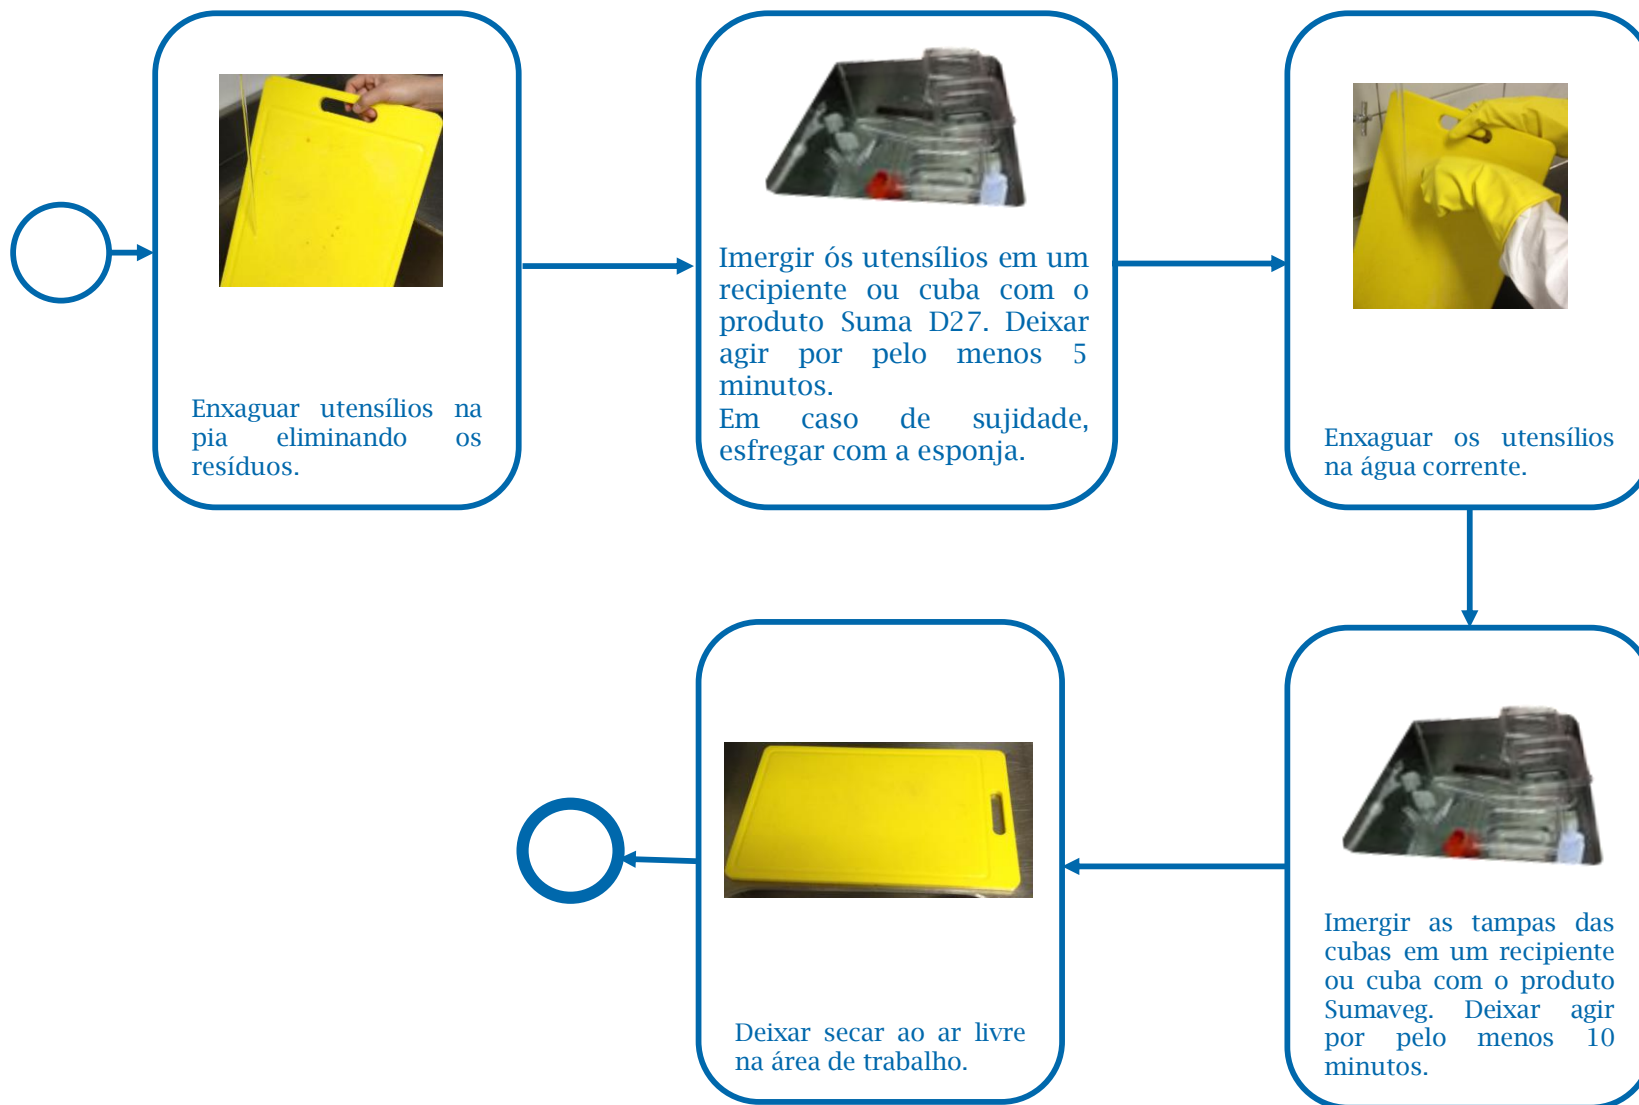 Enxaguar utensílios na
pia eliminando os
resíduos.
Imergir ós utensílios em um
recipiente ou cuba com o
produto Suma D27. Deixar
agir por pelo menos 5
minutos.
Em caso de sujidade,
esfregar com a esponja.
Enxaguar os utensílios
na água corrente.
Imergir as tampas das
cubas em um recipiente
ou cuba com o produto
Sumaveg. Deixar agir
por pelo menos 10
minutos.
Deixar secar ao ar livre
na área de trabalho.